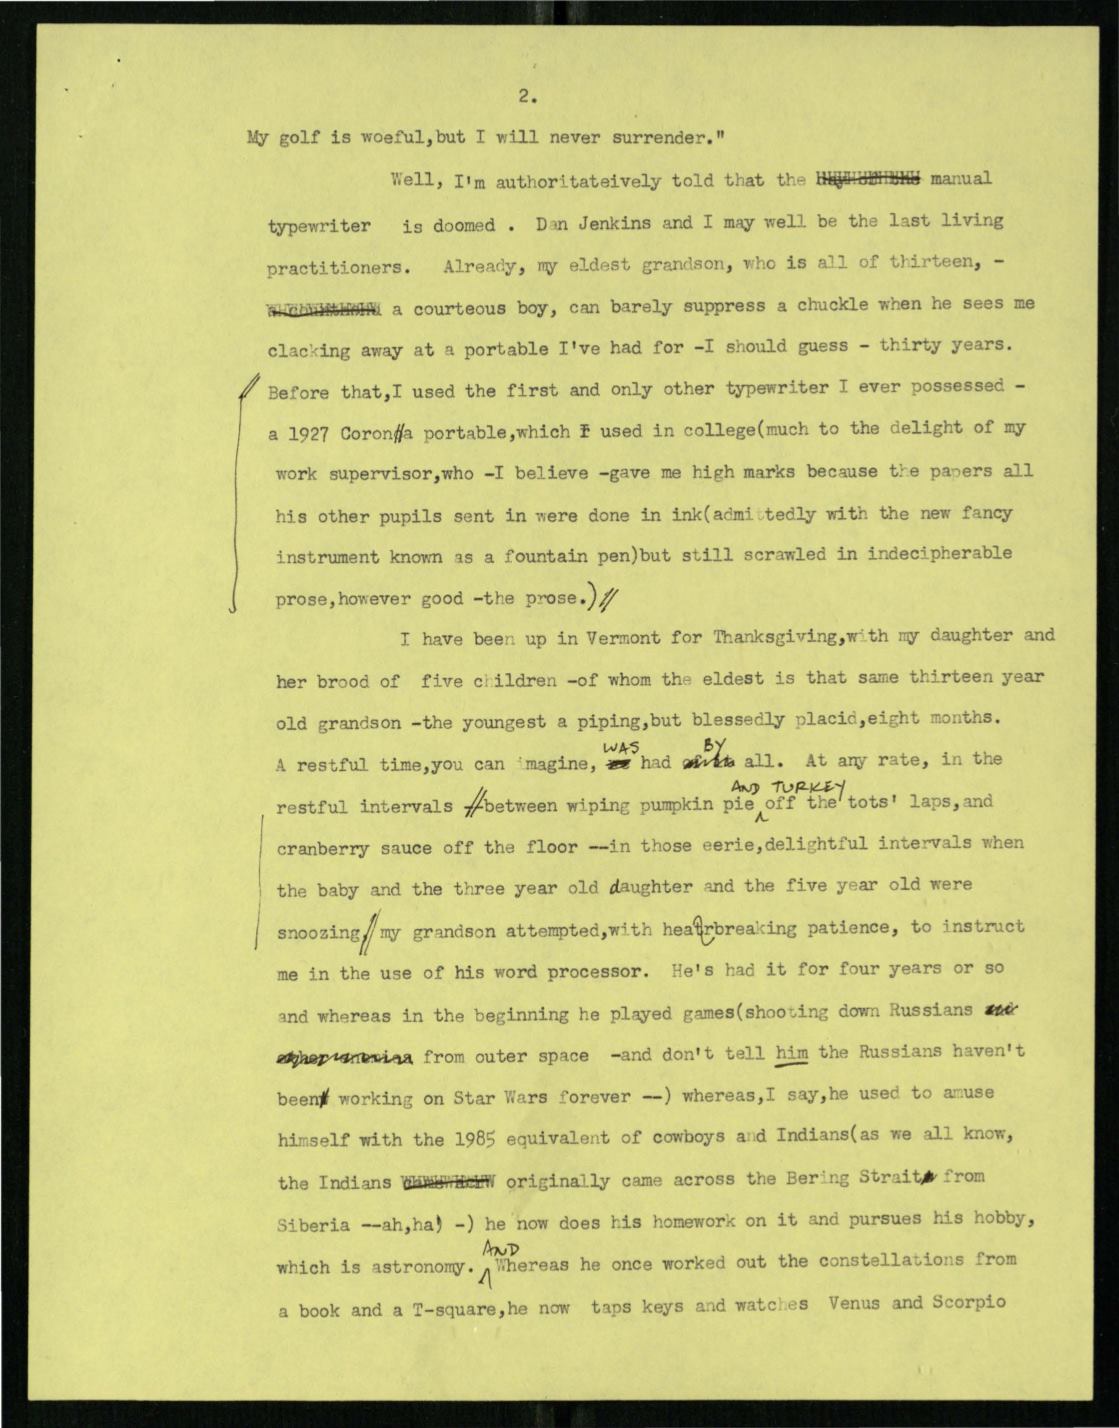 2.
My golf is woeful,but I will never surrender."
Well, I'm authoritateively told that the manual
typewriter is doomed . Dan Jenkins and I may well be the last living
practitioners. Already, my eldest grandson, who is all of thirteen, -
a courteous boy, can barely suppress a chuckle when he sees me
clacking away at a portable I've had for -I should guess - thirty years.
Before that,I used the first and only other typewriter I ever possessed -
a 1927 Corona portable,which I used in college(much to the delight of my
work supervisor,who -I believe -gave me high marks because the papers all
his other pupils sent in were done in ink(admittedly with the new fancy
instrument known as a fountain pen)but still scrawled in indecipherable
prose,however good -the prose.)//
I have been up in Vermont for Thanksgiving,with my daughter and
her brood of five children -of whom the eldest is that same thirteen year
old grandson -the youngest a piping,but blessedly placid,eight months.
A restful time,you can imagine, WAS had BY all. At any rate, in the
restful intervals //between wiping pumpkin pie AND TURKEY off the tots' laps,and
cranberry sauce off the floor --in those eerie,delightful intervals when
the baby and the three year old daughter and the five year old were
snoozing,//my grandson attempted,with heatrbreaking patience, to instruct
me in the use of his word processor. He's had it for four years or so
and whereas in the beginning he played games(shooting down Russians
from outer space -and don't tell him the Russians haven't
been working on Star Wars forever --) whereas,I say,he used to amuse
himself with the 1985 equivalent of cowboys and Indians(as we all know,
the Indians originally came across the Bering Strait from
Siberia --ah,ha! -) he now does his homework on it and pursues his hobby,
which is astronomy. AND Whereas he once worked out the constellations from
a book and a T-square,he now taps keys and watches Venus and Scorpio